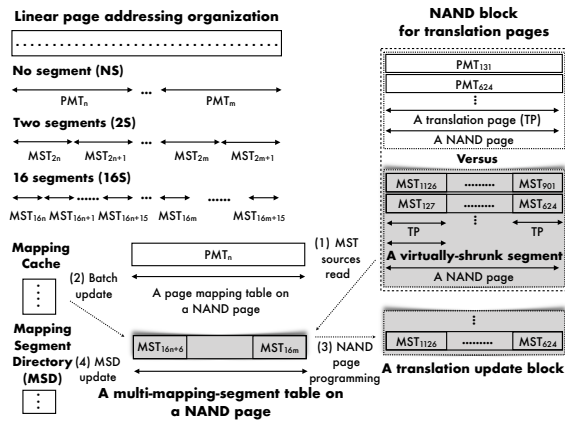 Linear page addressing organization
No segment (NS)
PMTn ... PMTm
Two segments (2S)
MST2n MST2n+1 ... MST2m MST2m+1
16 segments (16S)
MST16n MST16n+1 ...... MST16n+15 MST16m ...... MST16m+15
Mapping
Cache
(2) Batch
update
PMTn
A page mapping table on
a NAND page
(1) MST
sources
read
Mapping
Segment
Directory
(MSD)
(4) MSD
update
MST16n+6 MST16m
(3) NAND
page
programming
A multi-mapping-segment table on
a NAND page
NAND block
for translation pages
PMT131
PMT624
A translation page (TP)
A NAND page
Versus
MST1126 ......... MST901
MST127 ......... MST624
TP TP
A virtually-shrunk segment
A NAND page
MST1126 ......... MST624
A translation update block